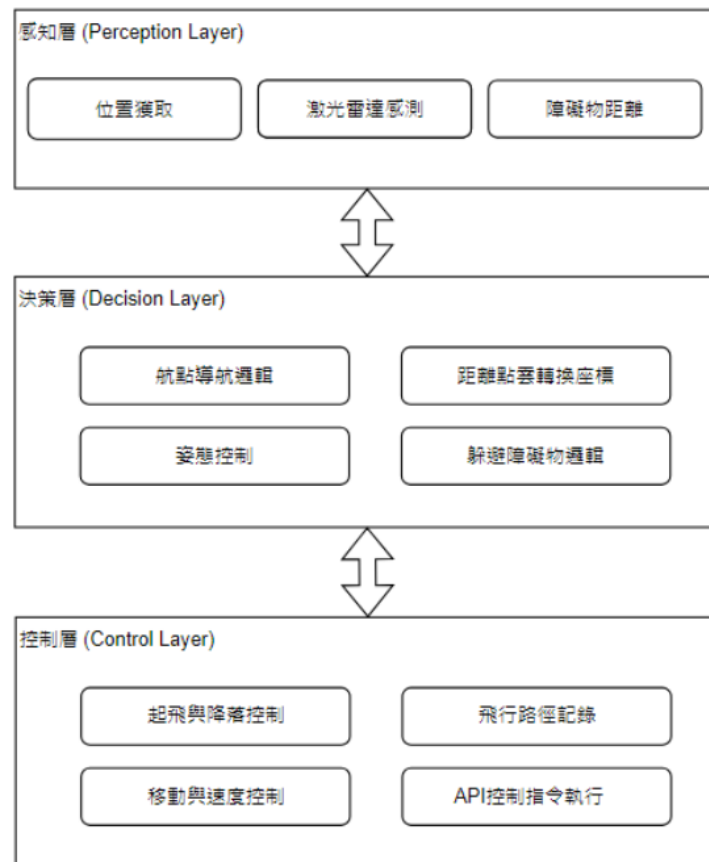 感知層 (Perception Layer)
位置獲取
激光雷達感測
障礙物距離
決策層 (Decision Layer)
航點導航邏輯
距離點雲轉換座標
姿態控制
躲避障礙物邏輯
控制層 (Control Layer)
起飛與降落控制
飛行路徑記錄
移動與速度控制
API控制指令執行